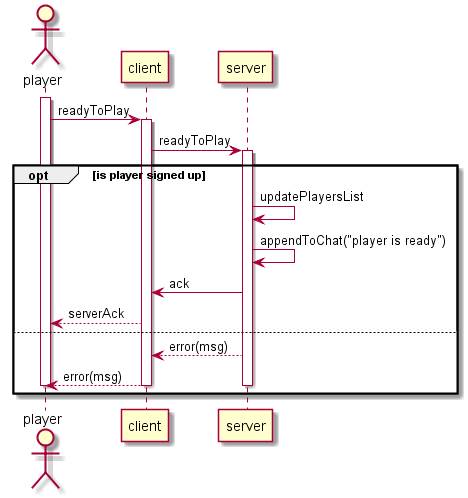 player
client
server
readyToPlay
readyToPlay
opt [is player signed up]
updatePlayersList
appendToChat("player is ready")
ack
serverAck
error(msg)
error(msg)
player
client
server